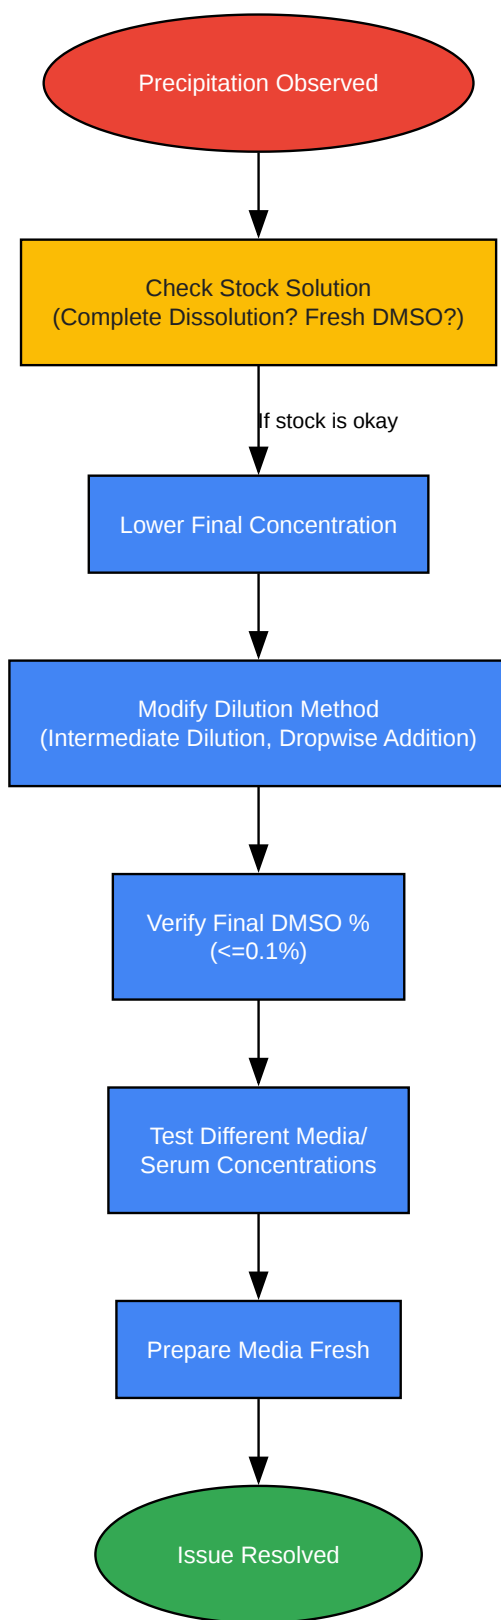 Precipitation Observed
Check Stock Solution
(Complete Dissolution? Fresh DMSO?)
If stock is okay
Lower Final Concentration
Modify Dilution Method
(Intermediate Dilution, Dropwise Addition)
Verify Final DMSO %
(<=0.1%)
Test Different Media/
Serum Concentrations
Prepare Media Fresh
Issue Resolved